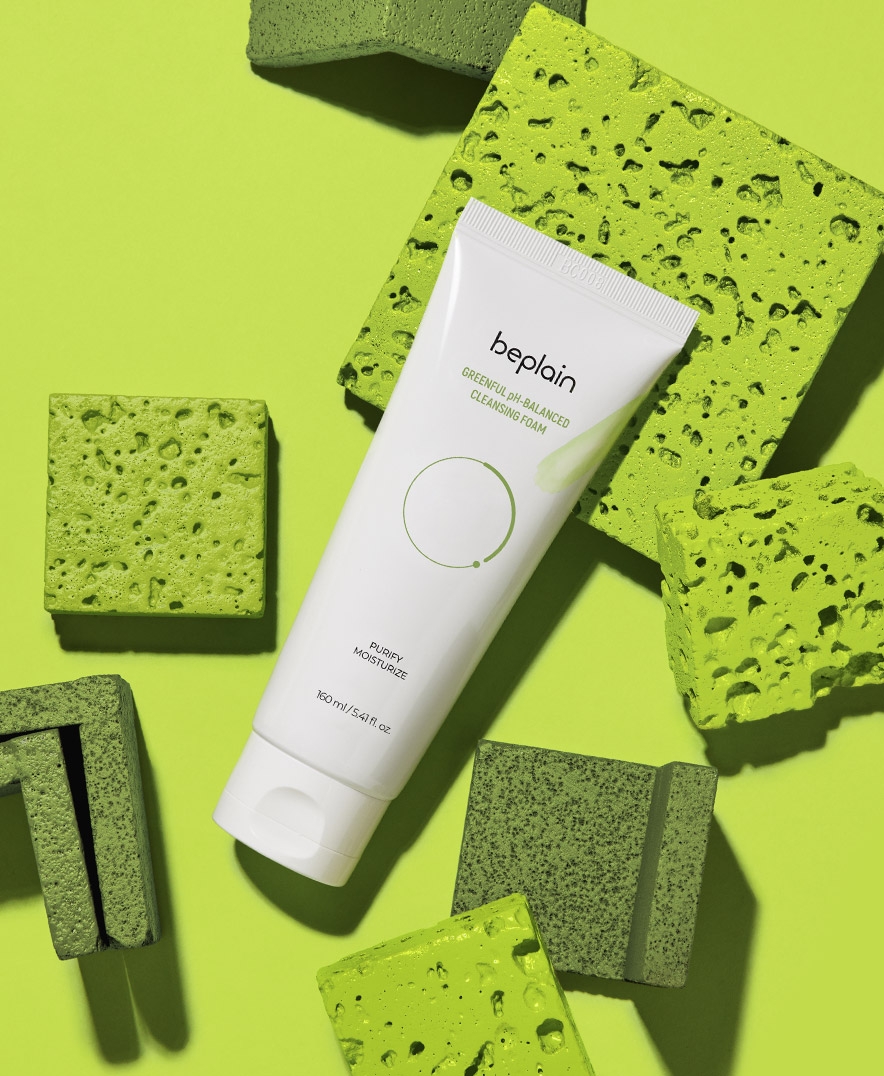 beplain
GREENFUL pH-BALANCED
CLEANSING FOAM
PURIFY
MOISTURIZE
160 ml / 5.41 fl. oz.